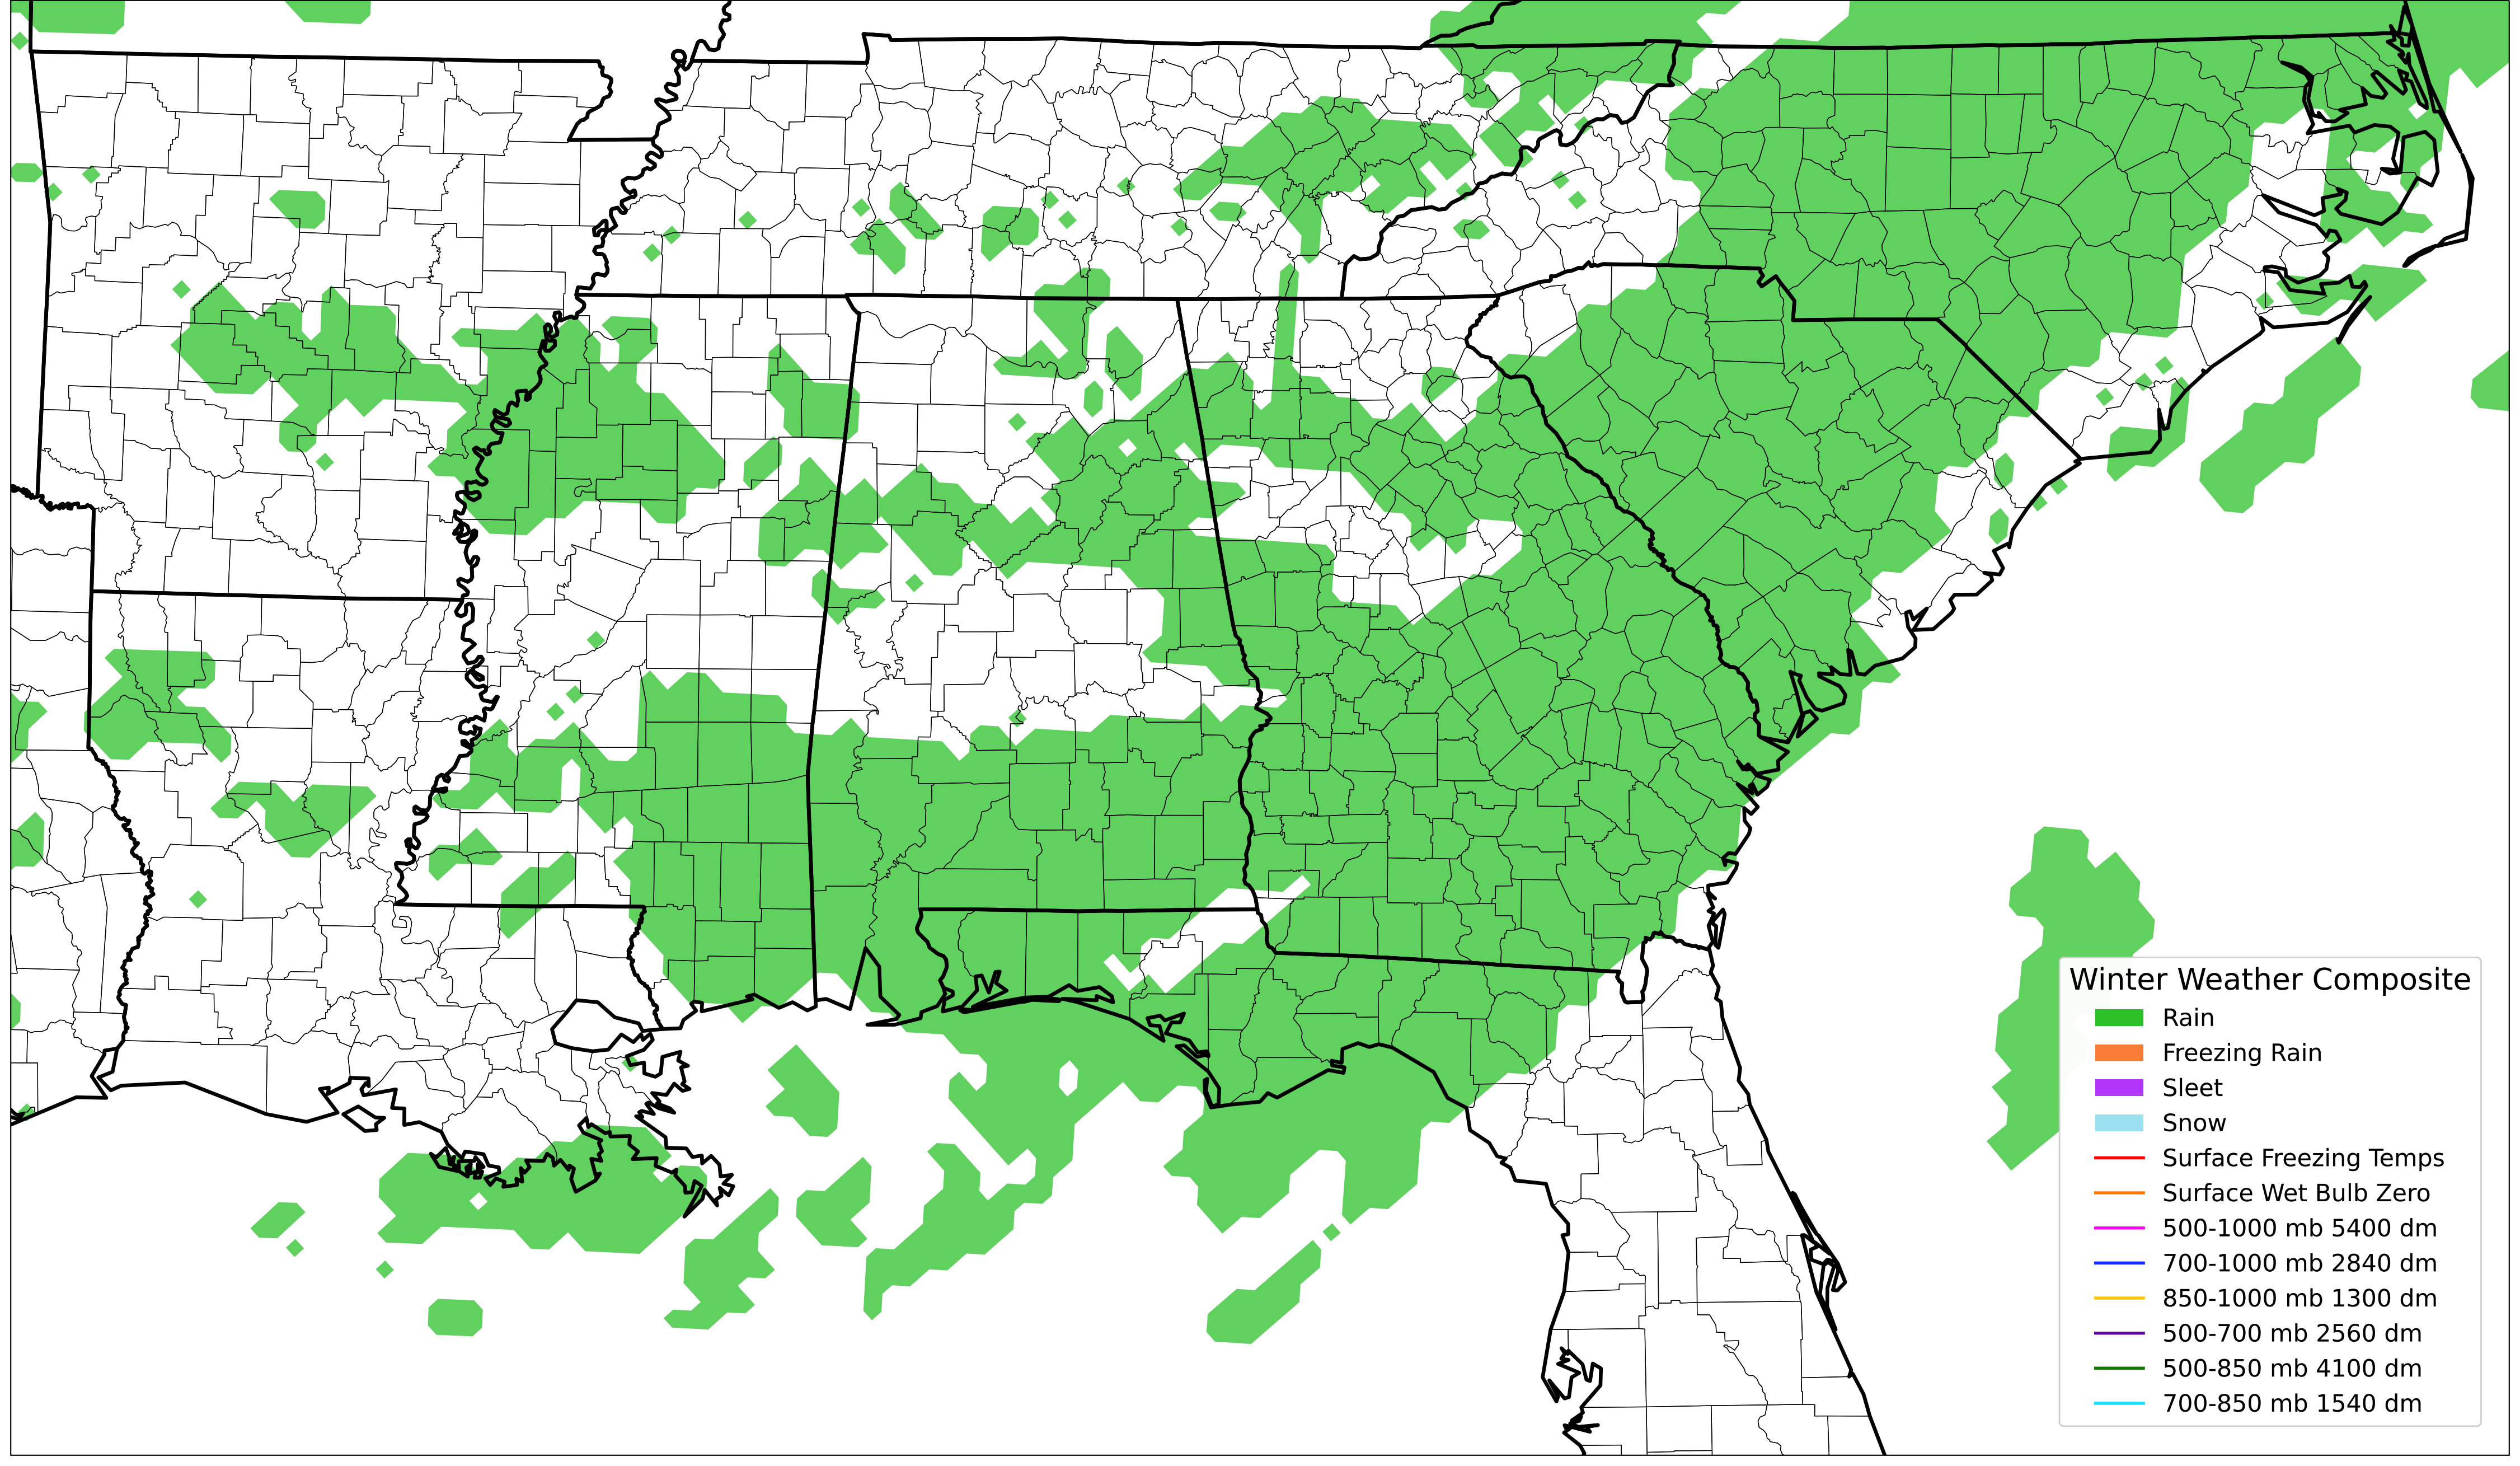 Winter Weather Composite
Rain
Freezing Rain
Sleet
Snow
Surface Freezing Temps
Surface Wet Bulb Zero
500-1000 mb 5400 dm
700-1000 mb 2840 dm
850-1000 mb 1300 dm
500-700 mb 2560 dm
500-850 mb 4100 dm
700-850 mb 1540 dm